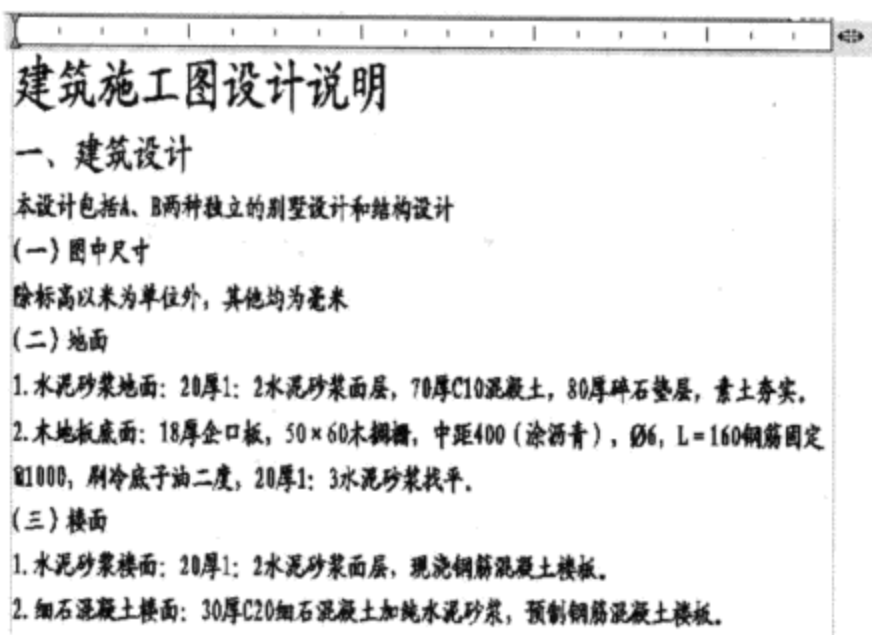 建筑施工图设计说明
一、建筑设计
本设计包括A、B两种独立的别墅设计和结构设计
(一)图中尺寸
除标高以米为单位外，其他均为毫米
(二)地面
1.水泥砂浆地面：20厚1：2水泥砂浆面层，70厚C10混凝土，80厚碎石垫层，素土夯实。
2.木地板底面：18厚企口板，50×60木搁栅，中距400（涂沥青），Ø6，L=160钢筋固定
@1000，刷冷底子油二度，20厚1：3水泥砂浆找平。
(三)楼面
1.水泥砂浆楼面：20厚1：2水泥砂浆面层，现浇钢筋混凝土楼板。
2.细石混凝土楼面：30厚C20细石混凝土加纯水泥砂浆，预制钢筋混凝土楼板。